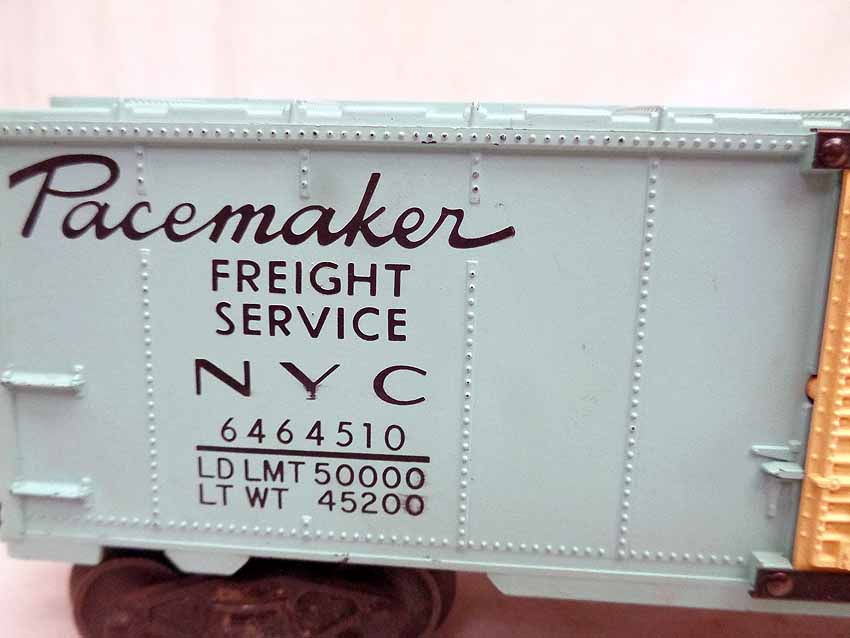 Pacemaker
FREIGHT
SERVICE
NYC
6464510
LD LMT 50000
LT WT 45200